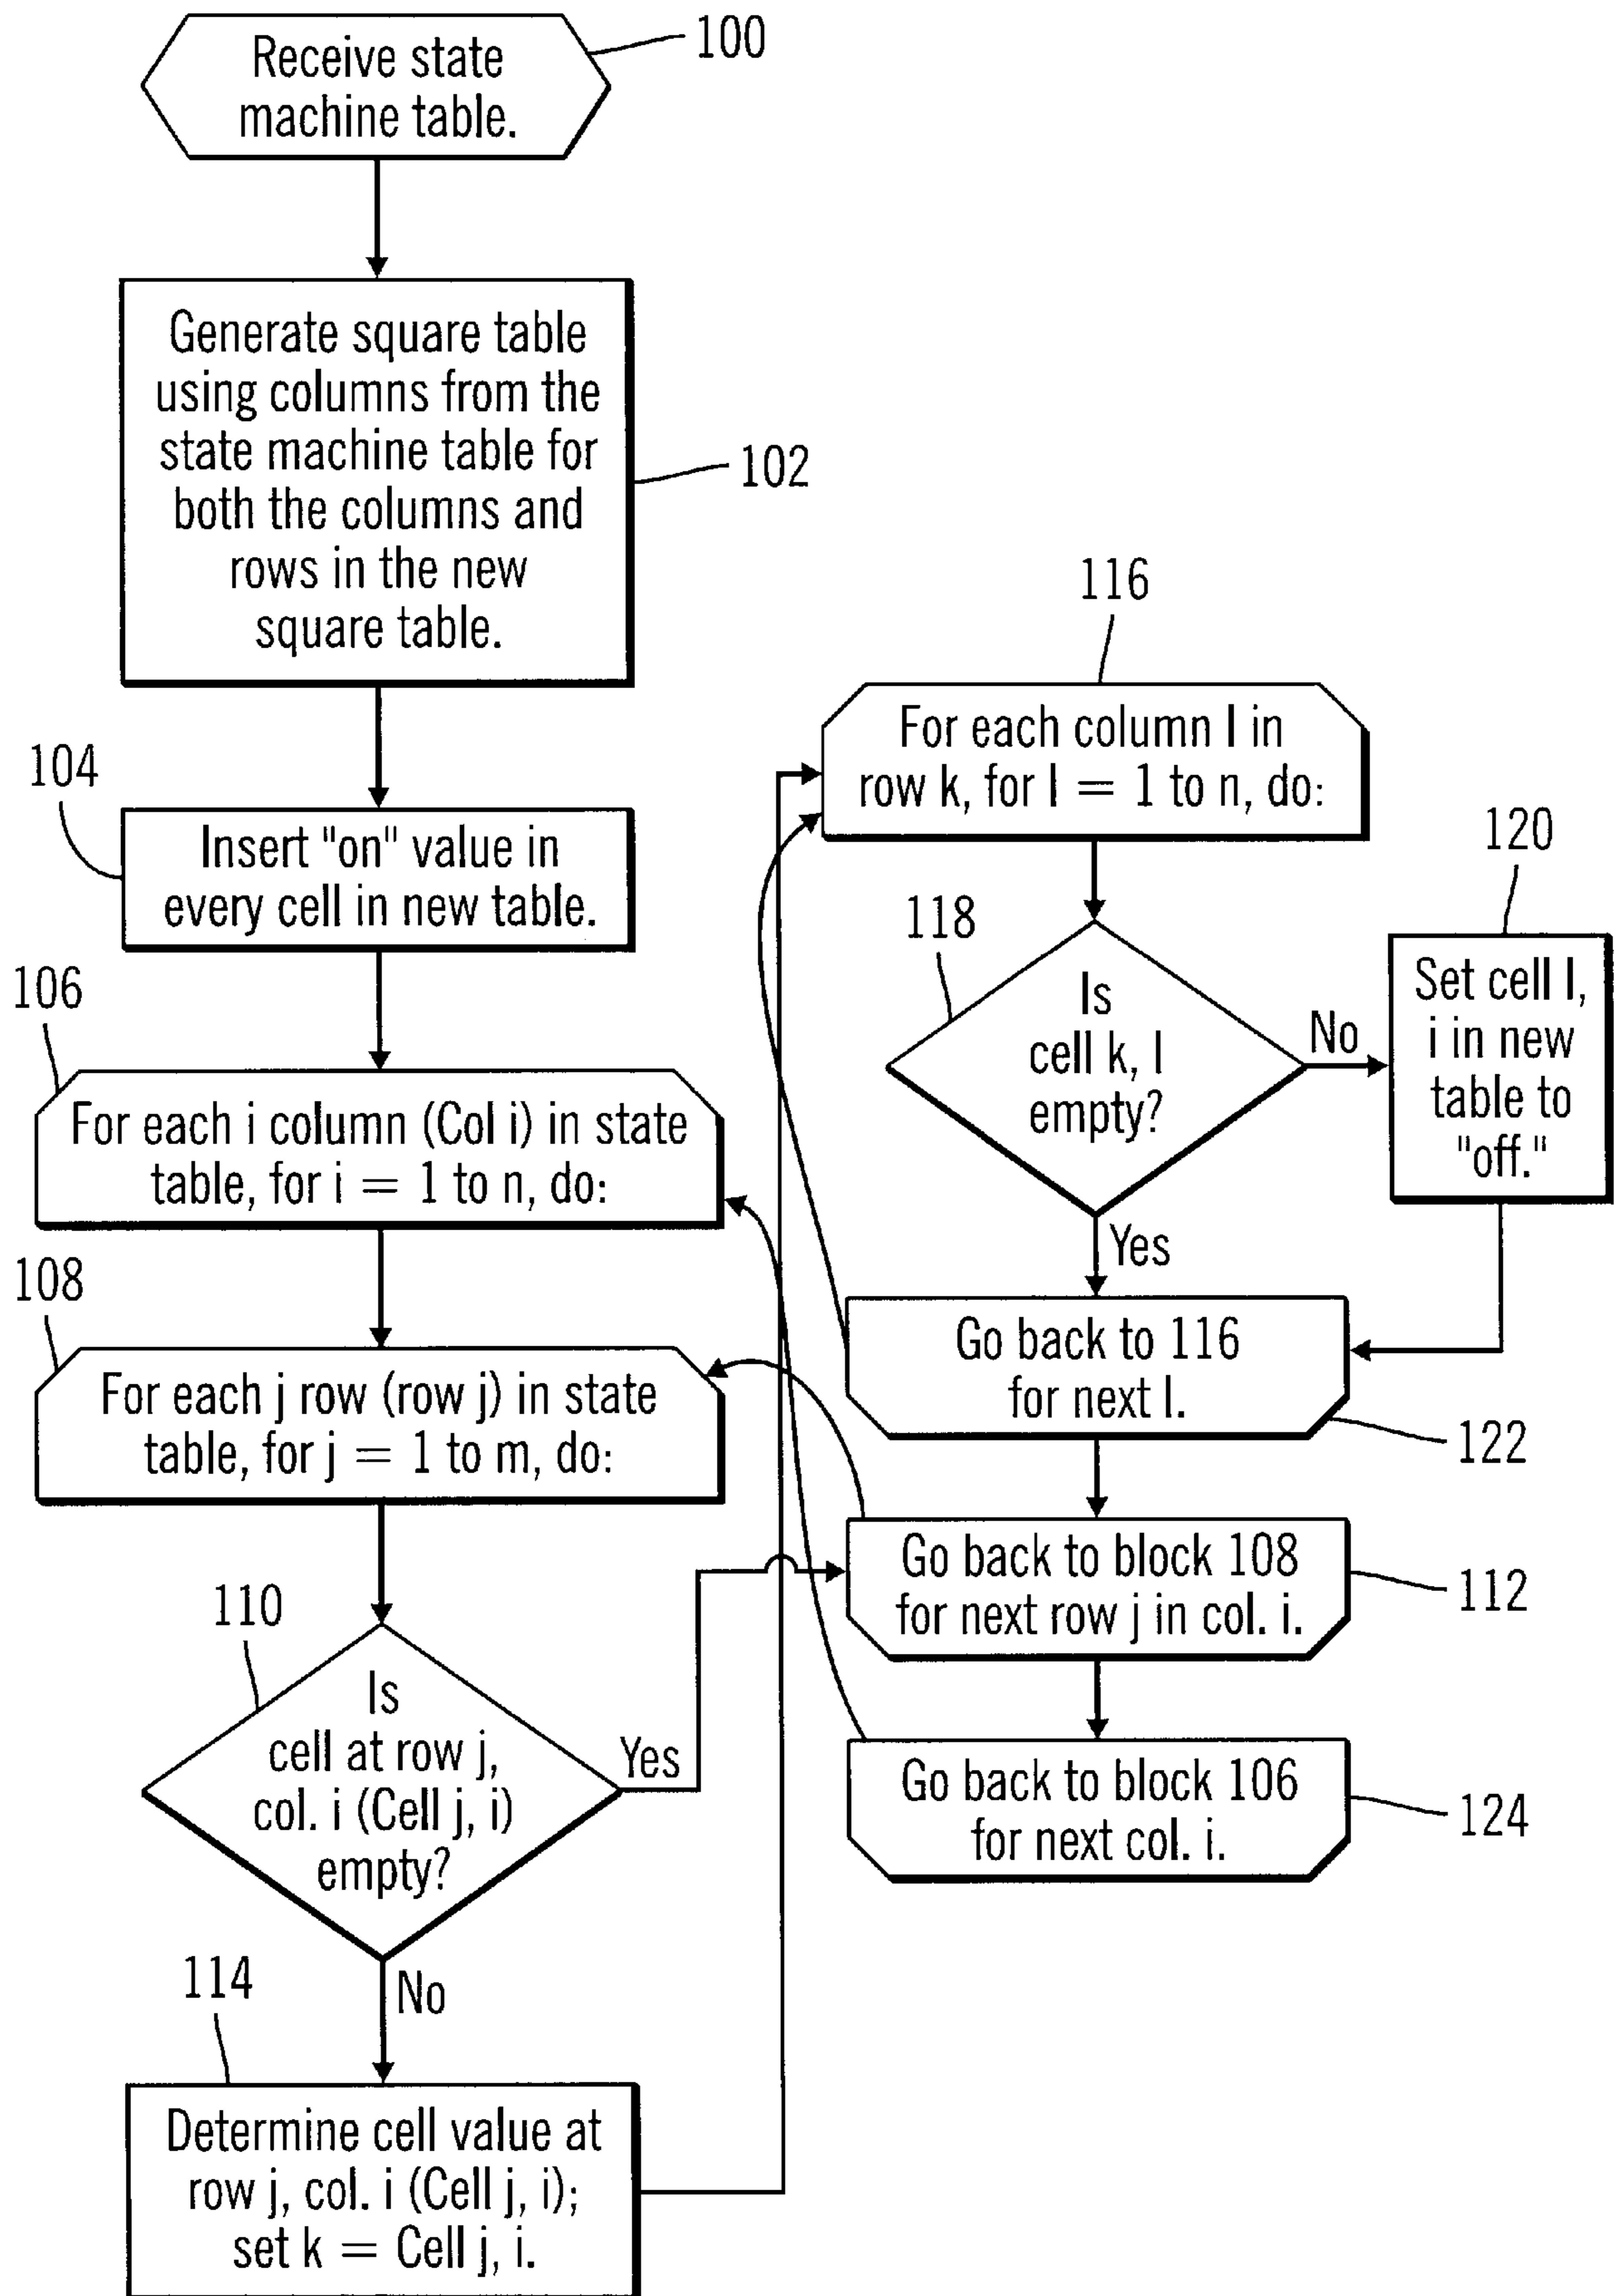 Receive state
machine table.
100
Generate square table
using columns from the
state machine table for
both the columns and
rows in the new
square table.
102
104
Insert "on" value in
every cell in new table.
106
For each i column (Col i) in state
table, for i = 1 to n, do:
108
For each j row (row j) in state
table, for j = 1 to m, do:
110
Is
cell at row j,
col. i (Cell j, i)
empty?
Yes
No
114
Determine cell value at
row j, col. i (Cell j, i);
set k = Cell j, i.
116
For each column l in
row k, for l = 1 to n, do:
118
Is
cell k, l
empty?
No
Yes
120
Set cell l,
i in new
table to
"off."
Go back to 116
for next l.
122
Go back to block 108
for next row j in col. i.
112
Go back to block 106
for next col. i.
124